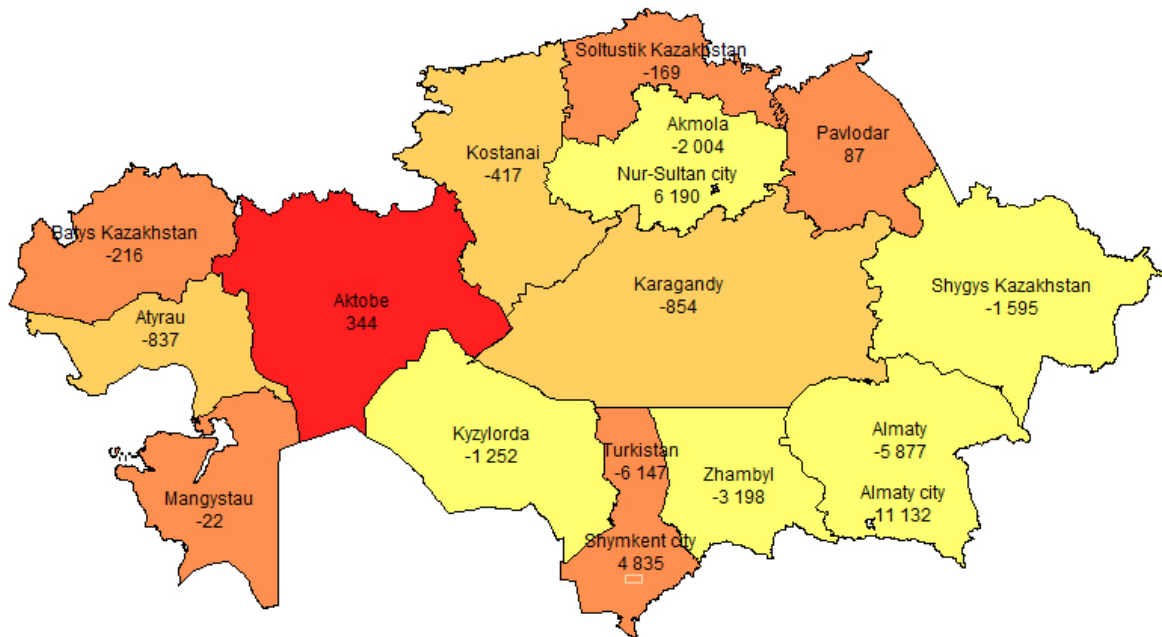 Soltustik Kazakhstan
-169
Akmola
-2 004
Nur-Sultan city
6 190
Pavlodar
87
Kostanai
-417
Batys Kazakhstan
-216
Aktobe
344
Atyrau
-837
Karagandy
-854
Shygys Kazakhstan
-1 595
Mangystau
-22
Kyzylorda
-1 252
Turkistan
-6 147
Zhambyl
-3 198
Almaty
-5 877
Almaty city
11 132
Shymkent city
4 835